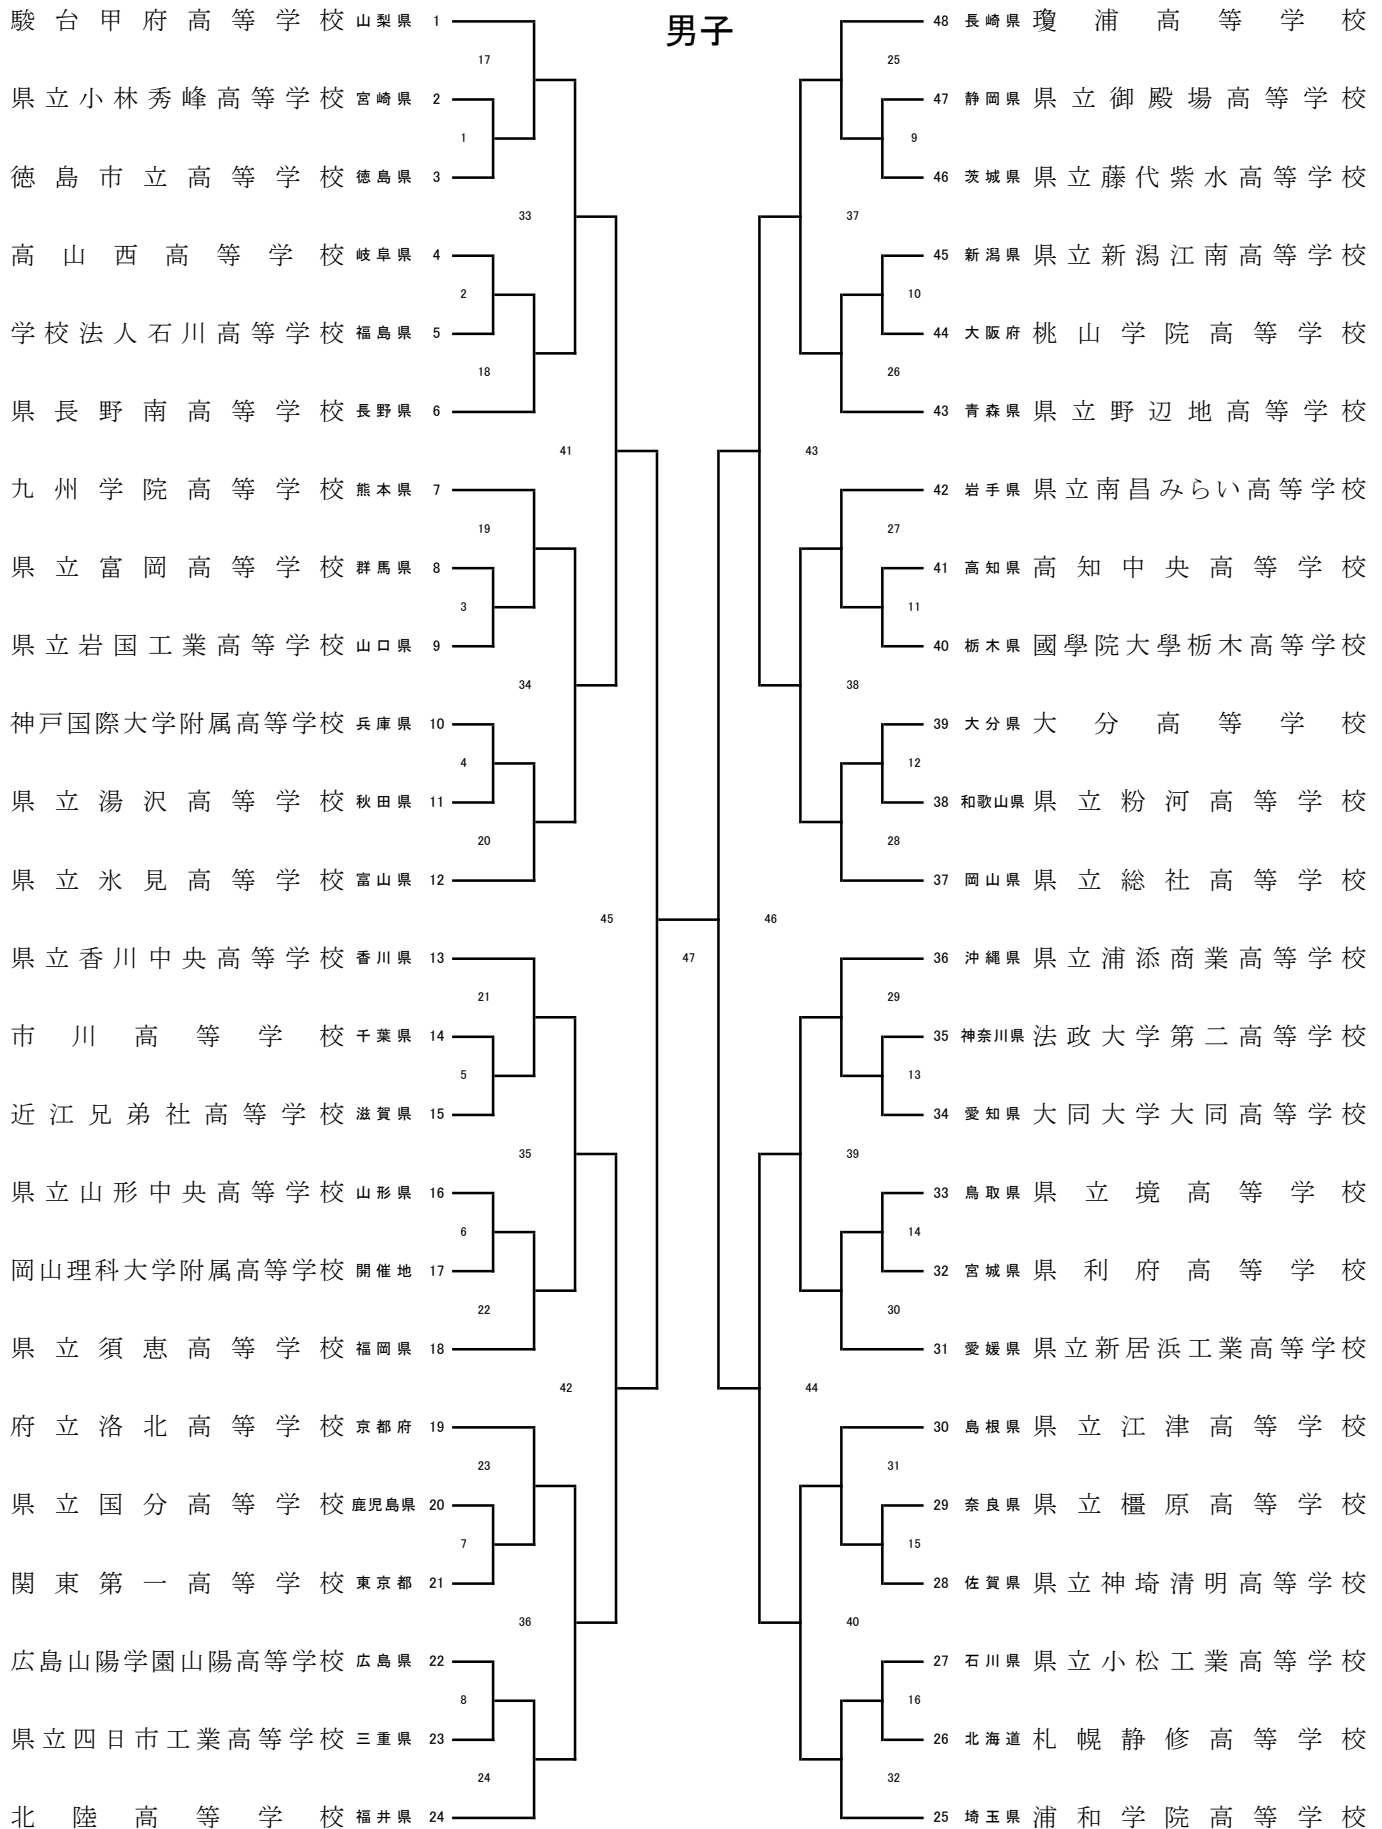 男子
駿台甲府高等学校 山梨県 1
17
県立小林秀峰高等学校 宮崎県 2
1
徳島市立高等学校 徳島県 3
33
高山西高等学校 岐阜県 4
2
学校法人石川高等学校 福島県 5
18
県長野南高等学校 長野県 6
41
九州学院高等学校 熊本県 7
19
県立富岡高等学校 群馬県 8
3
県立岩国工業高等学校 山口県 9
34
神戸国際大学附属高等学校 兵庫県 10
4
県立湯沢高等学校 秋田県 11
20
県立氷見高等学校 富山県 12
45
県立香川中央高等学校 香川県 13
21
市川高等学校 千葉県 14
5
近江兄弟社高等学校 滋賀県 15
35
県立山形中央高等学校 山形県 16
6
岡山理科大学附属高等学校 開催地 17
22
県立須恵高等学校 福岡県 18
42
府立洛北高等学校 京都府 19
23
県立国分高等学校 鹿児島県 20
7
関東第一高等学校 東京都 21
36
広島山陽学園山陽高等学校 広島県 22
8
県立四日市工業高等学校 三重県 23
24
北陸高等学校 福井県 24
47
48 長崎県 瓊浦高等学校
25
47 静岡県 県立御殿場高等学校
9
46 茨城県 県立藤代紫水高等学校
37
45 新潟県 県立新潟江南高等学校
10
44 大阪府 桃山学院高等学校
26
43 青森県 県立野辺地高等学校
43
42 岩手県 県立南昌みらい高等学校
27
41 高知県 高知中央高等学校
11
40 栃木県 國學院大學栃木高等学校
38
39 大分県 大分高等学校
12
38 和歌山県 県立粉河高等学校
28
37 岡山県 県立総社高等学校
46
36 沖縄県 県立浦添商業高等学校
29
35 神奈川県 法政大学第二高等学校
13
34 愛知県 大同大学大同高等学校
39
33 鳥取県 県立境高等学校
14
32 宮城県 県利府高等学校
30
31 愛媛県 県立新居浜工業高等学校
44
30 島根県 県立江津高等学校
31
29 奈良県 県立橿原高等学校
15
28 佐賀県 県立神埼清明高等学校
40
27 石川県 県立小松工業高等学校
16
26 北海道 札幌静修高等学校
32
25 埼玉県 浦和学院高等学校